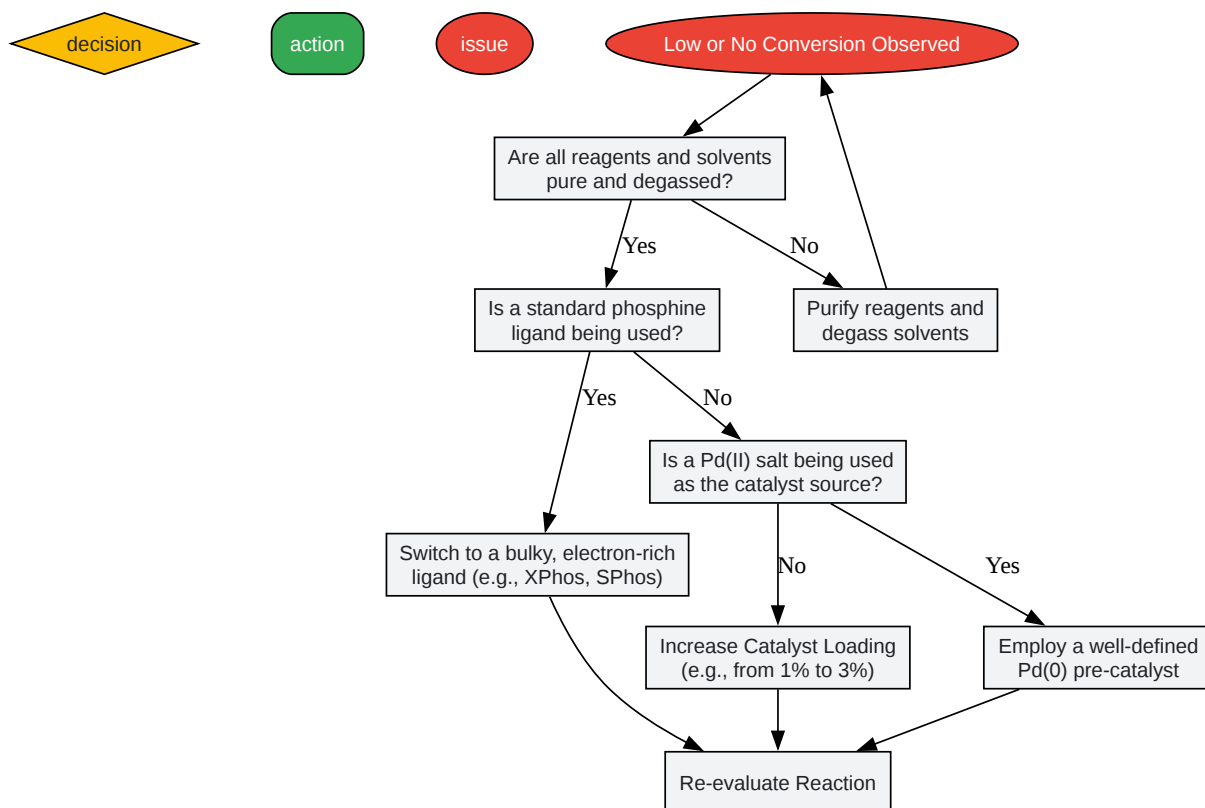 decision
action
issue
Low or No Conversion Observed
Are all reagents and solvents
pure and degassed?
Yes
No
Is a standard phosphine
ligand being used?
Purify reagents and
degass solvents
Yes
No
Is a Pd(II) salt being used
as the catalyst source?
Switch to a bulky, electron-rich
ligand (e.g., XPhos, SPhos)
No
Yes
Increase Catalyst Loading
(e.g., from 1% to 3%)
Employ a well-defined
Pd(0) pre-catalyst
Re-evaluate Reaction